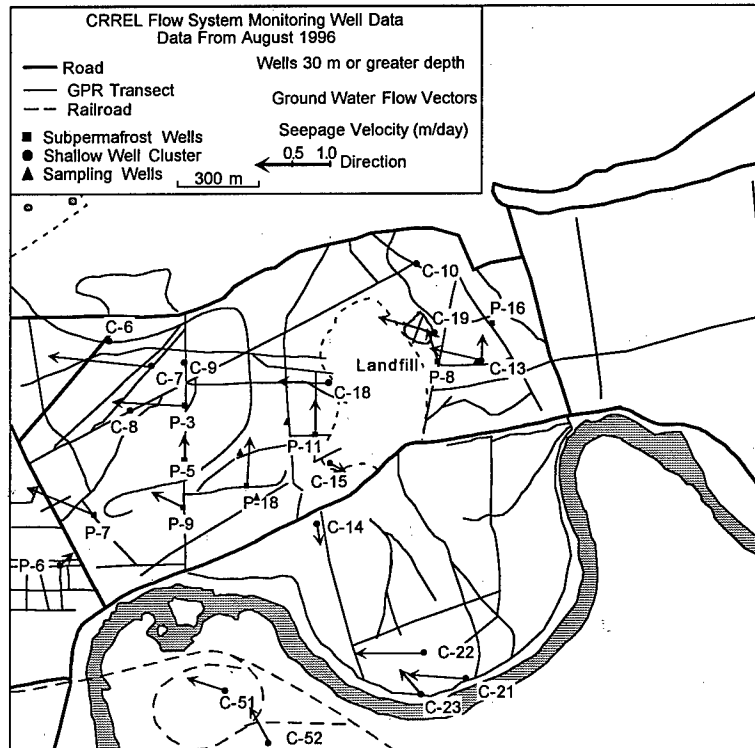 CRREL Flow System Monitoring Well Data
Data From August 1996
Road
Wells 30 m or greater depth
GPR Transect
Railroad
Ground Water Flow Vectors
Seepage Velocity (m/day)
Subpermafrost Wells
Shallow Well Cluster
0.5 1.0
Direction
Sampling Wells
300 m
C-10
P-16
C-6
C-19
C-9
C-7
Landfill
P-8
C-13
C-18
C-8
P-3
P-11
P-5
C-15
P-18
P-9
P-7
C-14
P-6
C-22
C-21
C-51
C-23
C-52